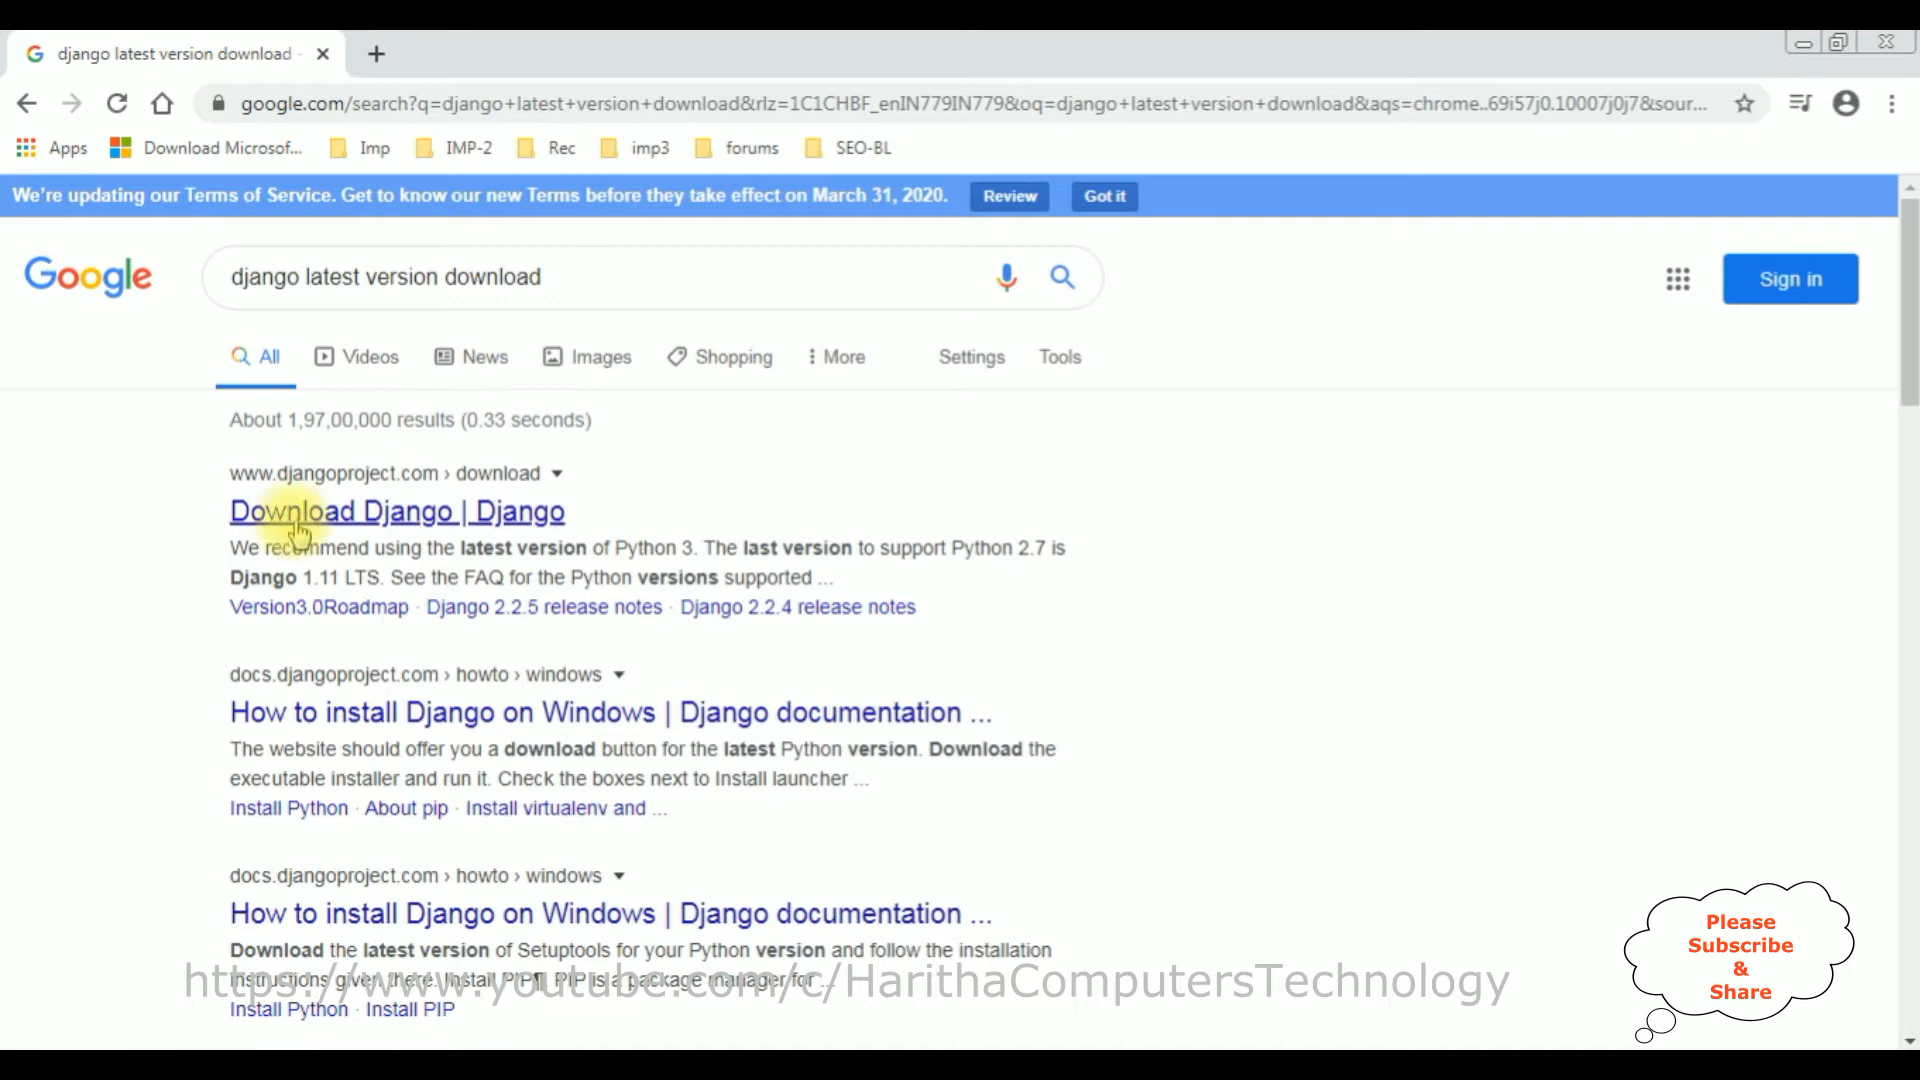 django latest version download -
google.com/search?q=django+latest+version+download&rlz=1C1CHBF_enIN779IN779&oq=django+latest+version+download&aqs=chrome..69i57j0.10007j0j7&sour...
Apps Download Microsof... Imp IMP-2 Rec imp3 forums SEO-BL
We're updating our Terms of Service. Get to know our new Terms before they take effect on March 31, 2020. Review Got it
Google django latest version download Sign in
All Videos News Images Shopping More Settings Tools
About 1,97,00,000 results (0.33 seconds)
www.djangoproject.com › download
Download Django | Django
We recommend using the latest version of Python 3. The last version to support Python 2.7 is
Django 1.11 LTS. See the FAQ for the Python versions supported ...
Version3.0Roadmap · Django 2.2.5 release notes · Django 2.2.4 release notes
docs.djangoproject.com › howto › windows
How to install Django on Windows | Django documentation ...
The website should offer you a download button for the latest Python version. Download the
executable installer and run it. Check the boxes next to Install launcher ...
Install Python · About pip · Install virtualenv and ...
docs.djangoproject.com › howto › windows
How to install Django on Windows | Django documentation ...
Download the latest version of Setuptools for your Python version and follow the installation
instructions given there. Install PIP¶. PIP is a package manager for ...
https://www.youtube.com/c/HarithaComputersTechnology
Install Python · Install PIP
Please
Subscribe
&
Share